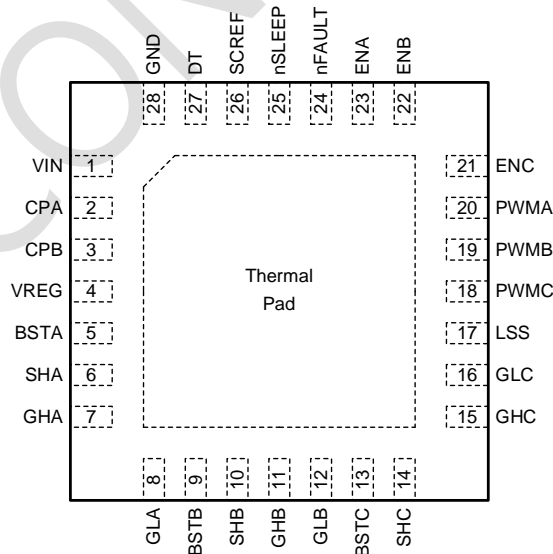 GND
DT
SCREF
nSLEEP
nFAULT
ENA
ENB
28
27
26
25
24
23
22
VIN 1
CPA 2
CPB 3
VREG 4
BSTA 5
SHA 6
GHA 7
Thermal
Pad
21 ENC
20 PWMA
19 PWMB
18 PWMC
17 LSS
16 GLC
15 GHC
8
9
10
11
12
13
14
GLA
BSTB
SHB
GHB
GLB
BSTC
SHC